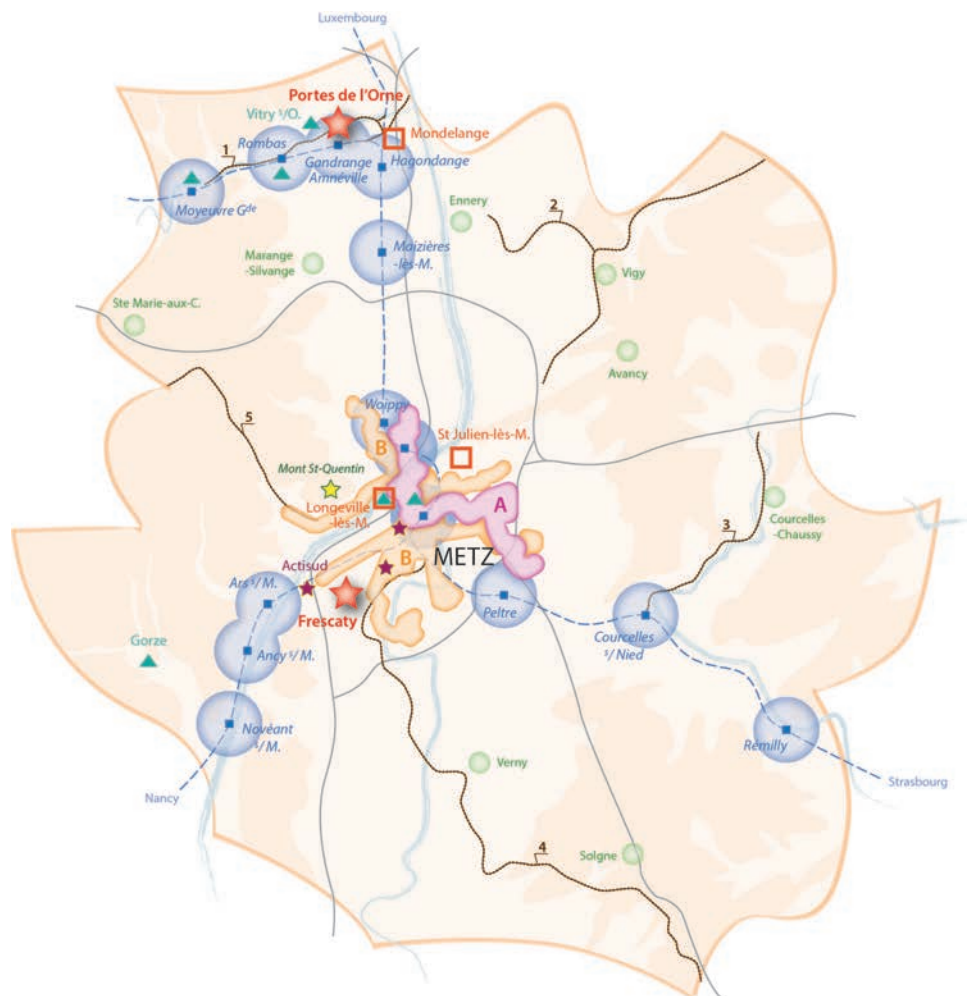 Luxembourg
Portes de l'Orne
Vitry s/O.
Mondelange
Rombas
1
Gandrange
Amnéville
Hagondange
Moyeuvre Gde
Ennery
2
Marange
-Silvange
Maizières
-lès-M.
Vigy
Ste Marie-aux-C.
Avancy
5
Woippy
B
St Julien-lès-M.
Mont St-Quentin
Longeville
-lès-M.
A
3
Courcelles
-Chaussy
Actisud
B
METZ
Ars s/ M.
Frescaty
Peltre
Courcelles
s/ Nied
Gorze
Ancy s/ M.
Novéant
s/ M.
Rémilly
Verny
Nancy
Strasbourg
4
Solgne